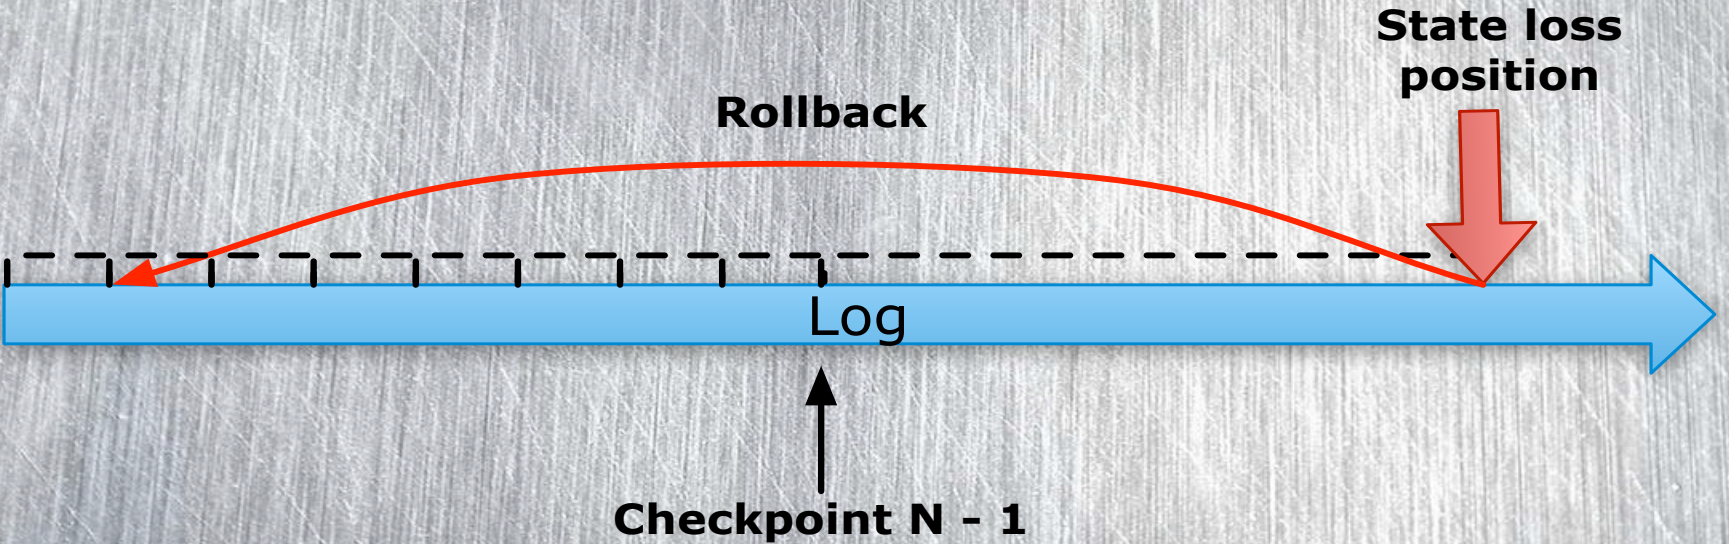 State loss
position
Rollback
Log
Checkpoint N - 1